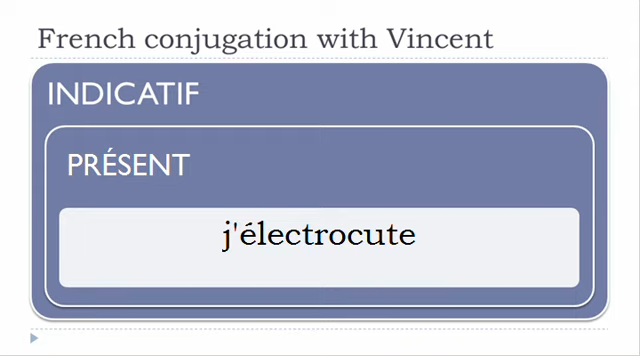 French conjugation with Vincent
INDICATIF
PRÉSENT
j'électrocute